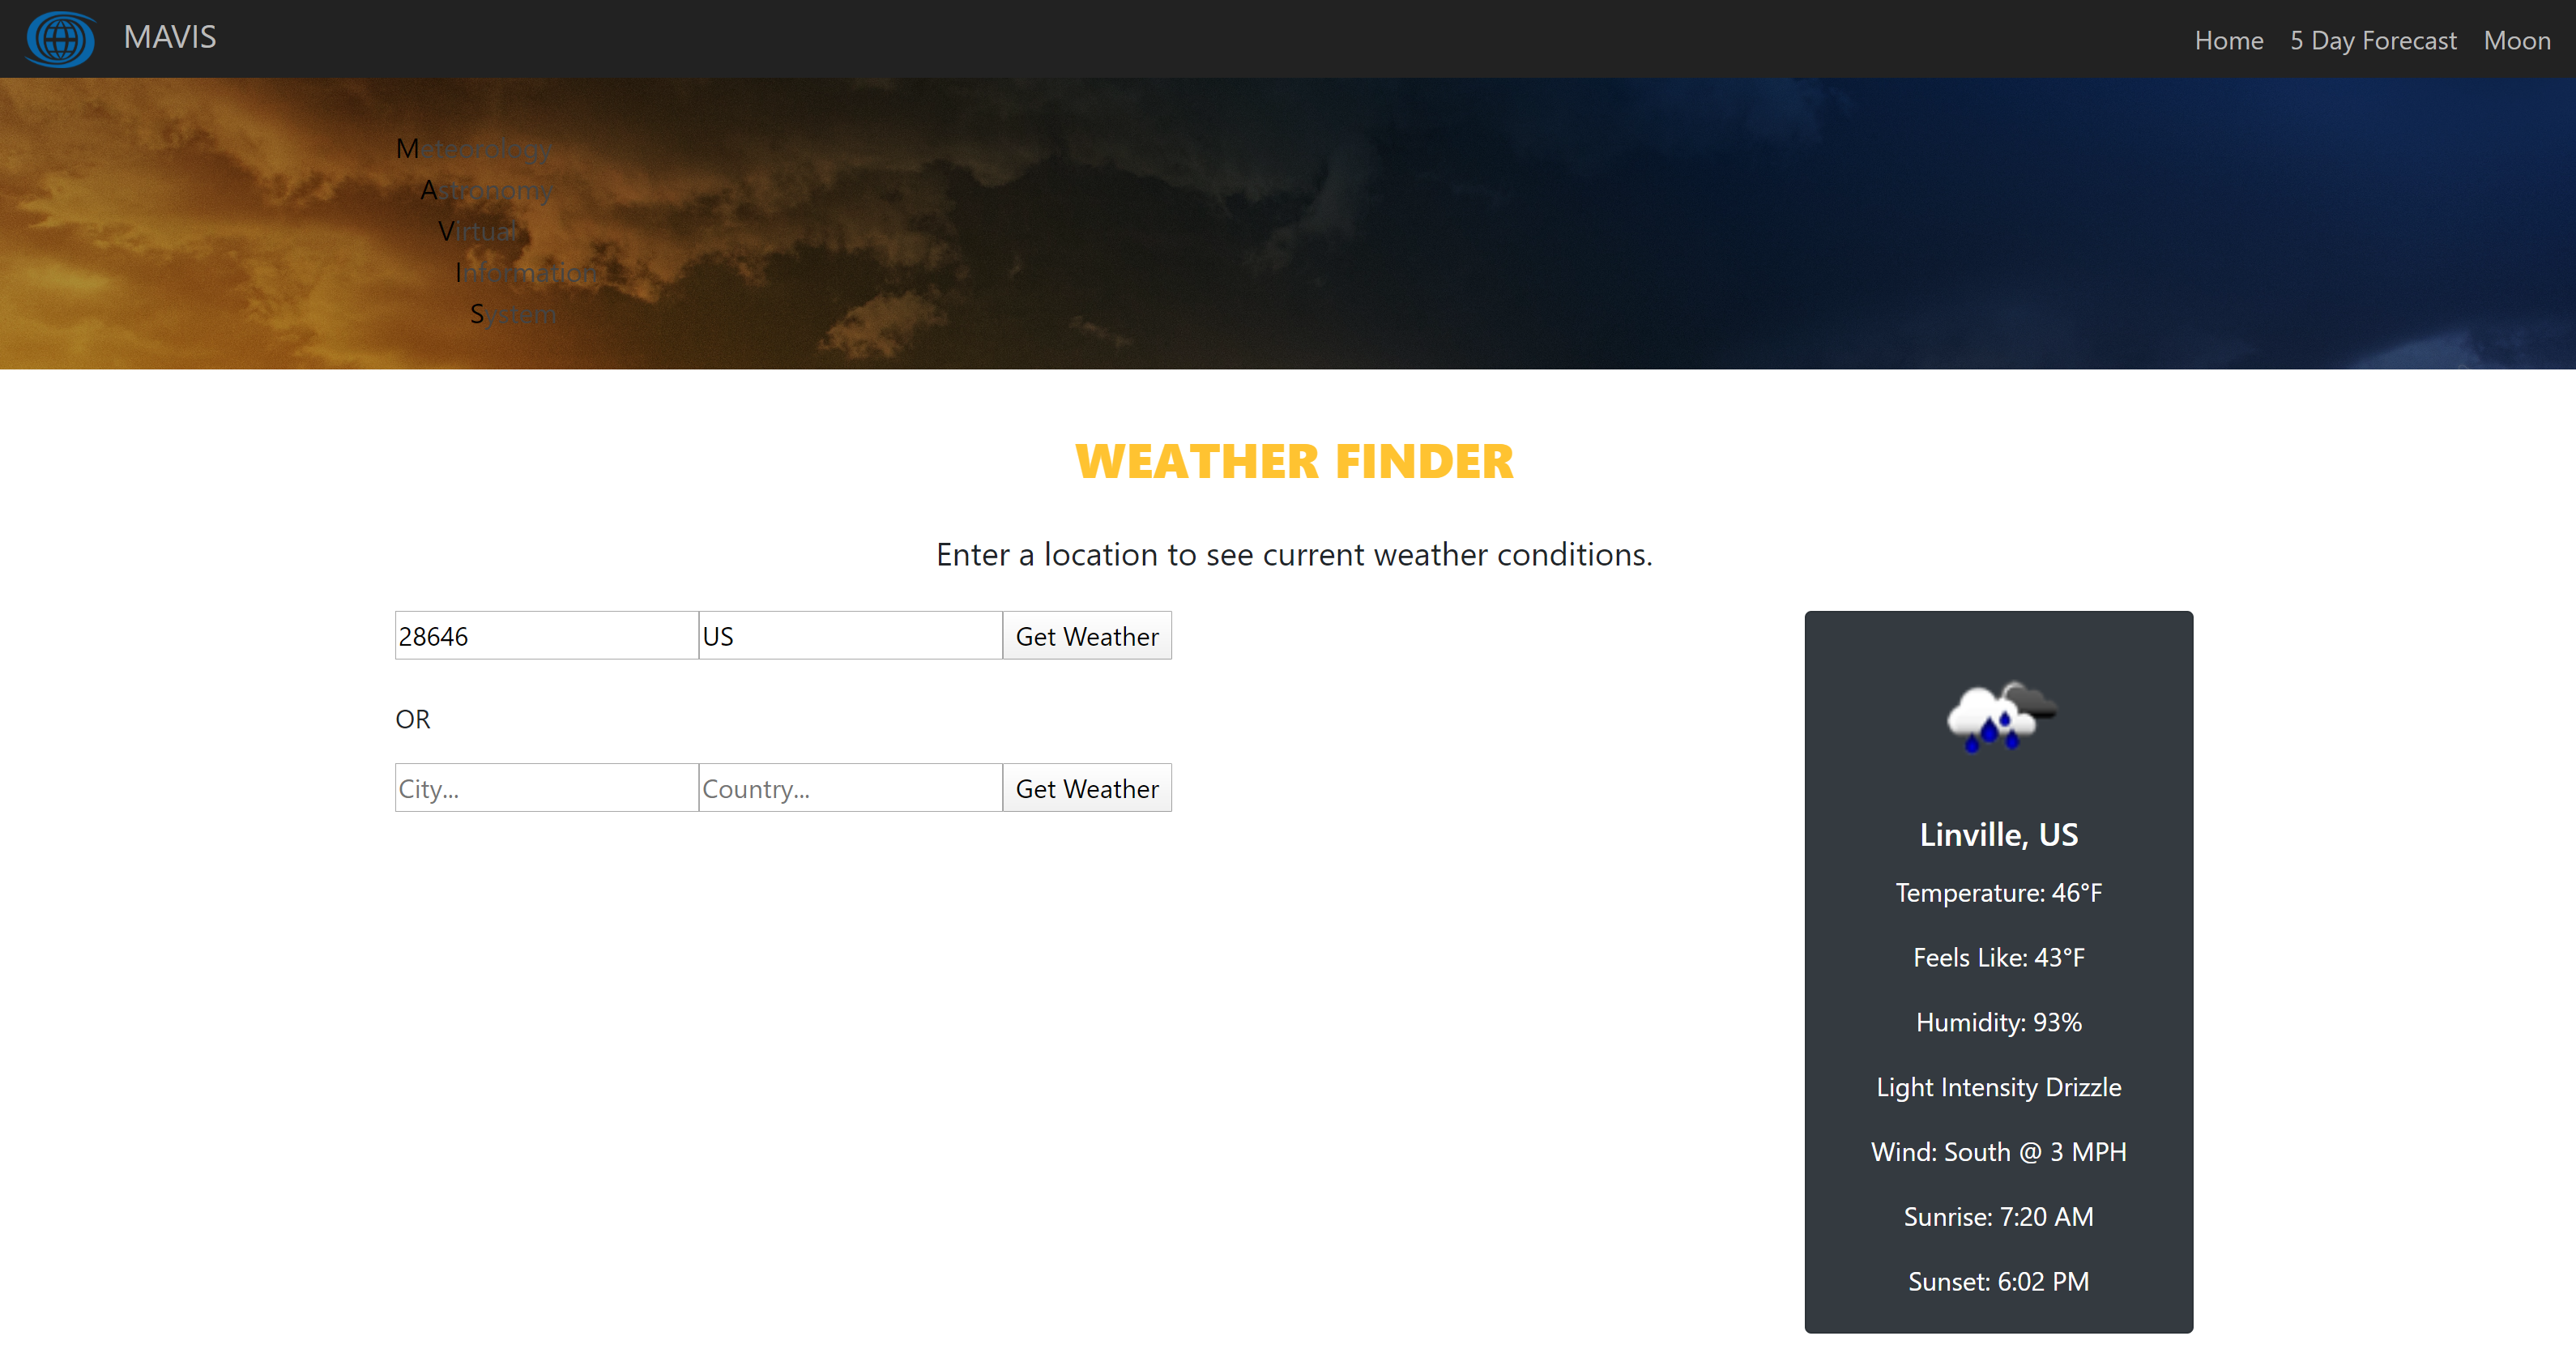 MAVIS
Home 5 Day Forecast Moon
Meteorology
Astronomy
Virtual
Information
System
WEATHER FINDER
Enter a location to see current weather conditions.
28646 US Get Weather
OR
City... Country... Get Weather
Linville, US
Temperature: 46°F
Feels Like: 43°F
Humidity: 93%
Light Intensity Drizzle
Wind: South @ 3 MPH
Sunrise: 7:20 AM
Sunset: 6:02 PM